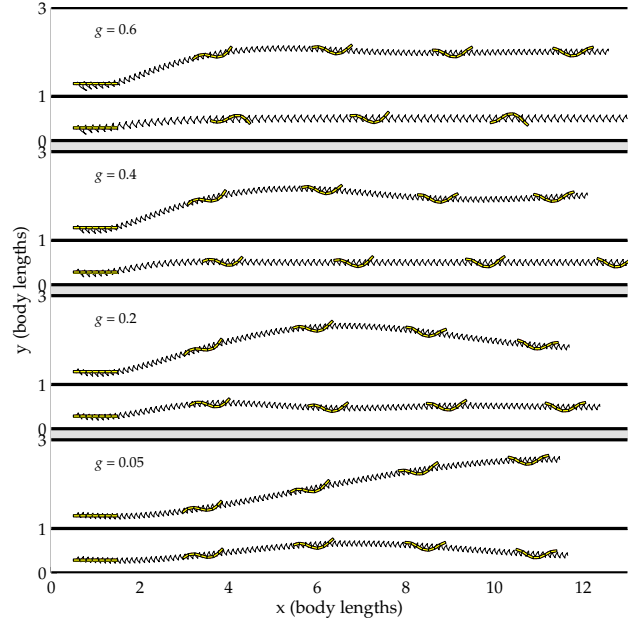 3
g = 0.6
1
0
3
g = 0.4
1
0
3
g = 0.2
1
0
3
g = 0.05
1
0
0 2 4 6 8 10 12
x (body lengths)
y (body lengths)